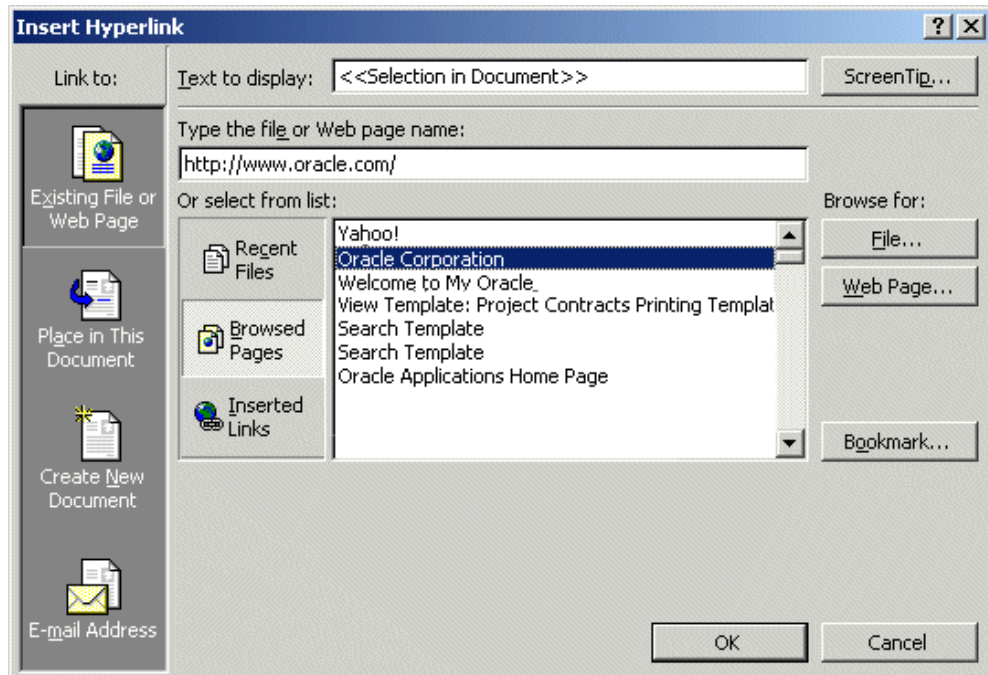 Insert Hyperlink
Link to:
Text to display:
<<Selection in Document>>
ScreenTip...
Type the file or Web page name:
http://www.oracle.com/
Existing File or
Web Page
Or select from list:
Browse for:
Recent
Files
Browsed
Pages
Inserted
Links
Yahoo!
Oracle Corporation
Welcome to My Oracle_
View Template: Project Contracts Printing Templat
Search Template
Search Template
Oracle Applications Home Page
File...
Web Page...
Bookmark...
Place in This
Document
Create New
Document
E-mail Address
OK
Cancel